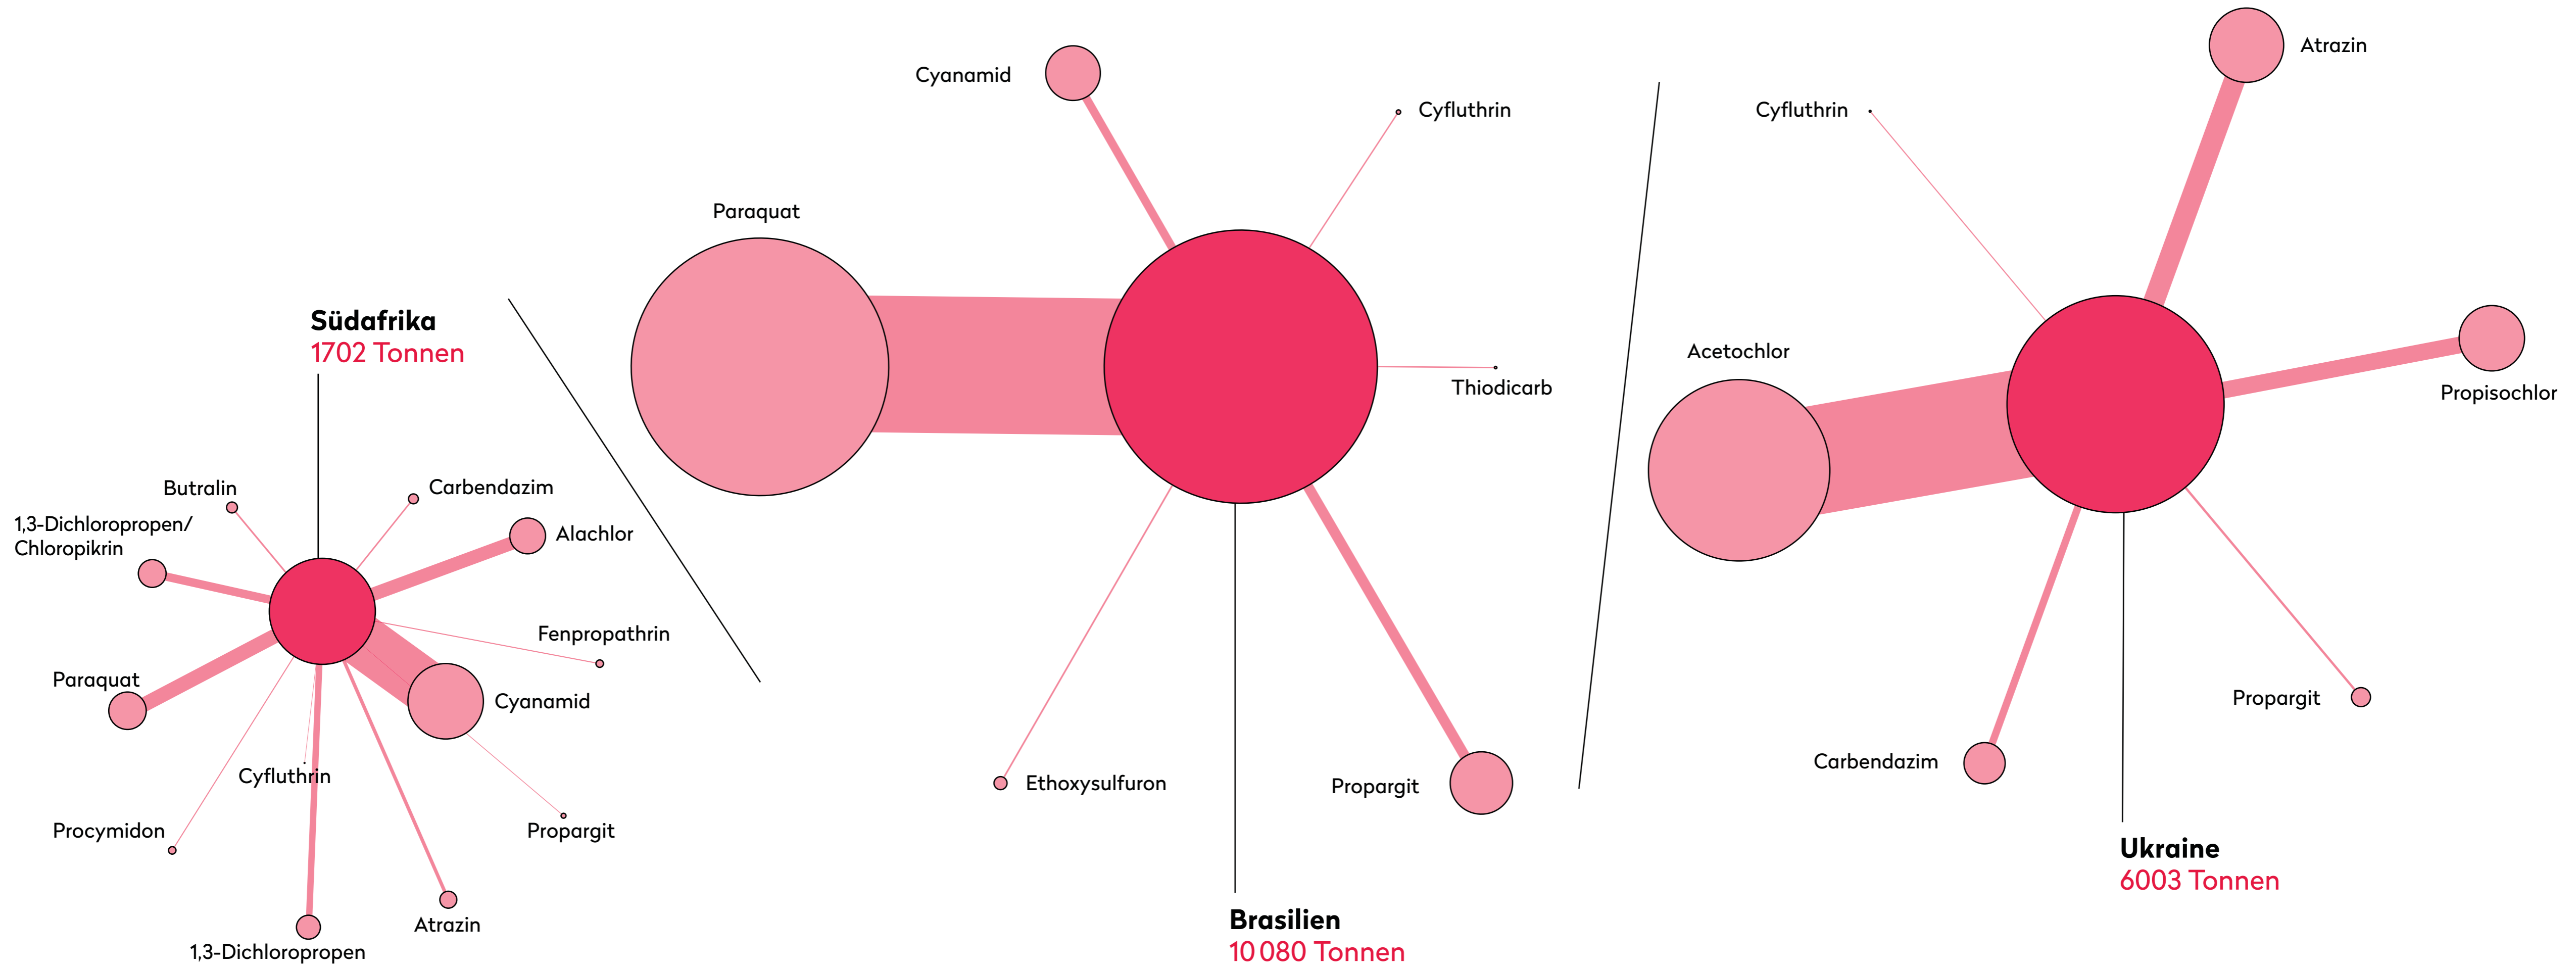 Südafrika
1702 Tonnen
Butralin
Carbendazim
1,3-Dichloropropen/
Chloropikrin
Alachlor
Fenpropathrin
Paraquat
Cyanamid
Cyfluthrin
Procymidon
Propargit
Atrazin
1,3-Dichloropropen
Cyanamid
Cyfluthrin
Paraquat
Thiodicarb
Ethoxysulfuron
Propargit
Brasilien
10 080 Tonnen
Atrazin
Cyfluthrin
Acetochlor
Propisochlor
Propargit
Carbendazim
Ukraine
6003 Tonnen